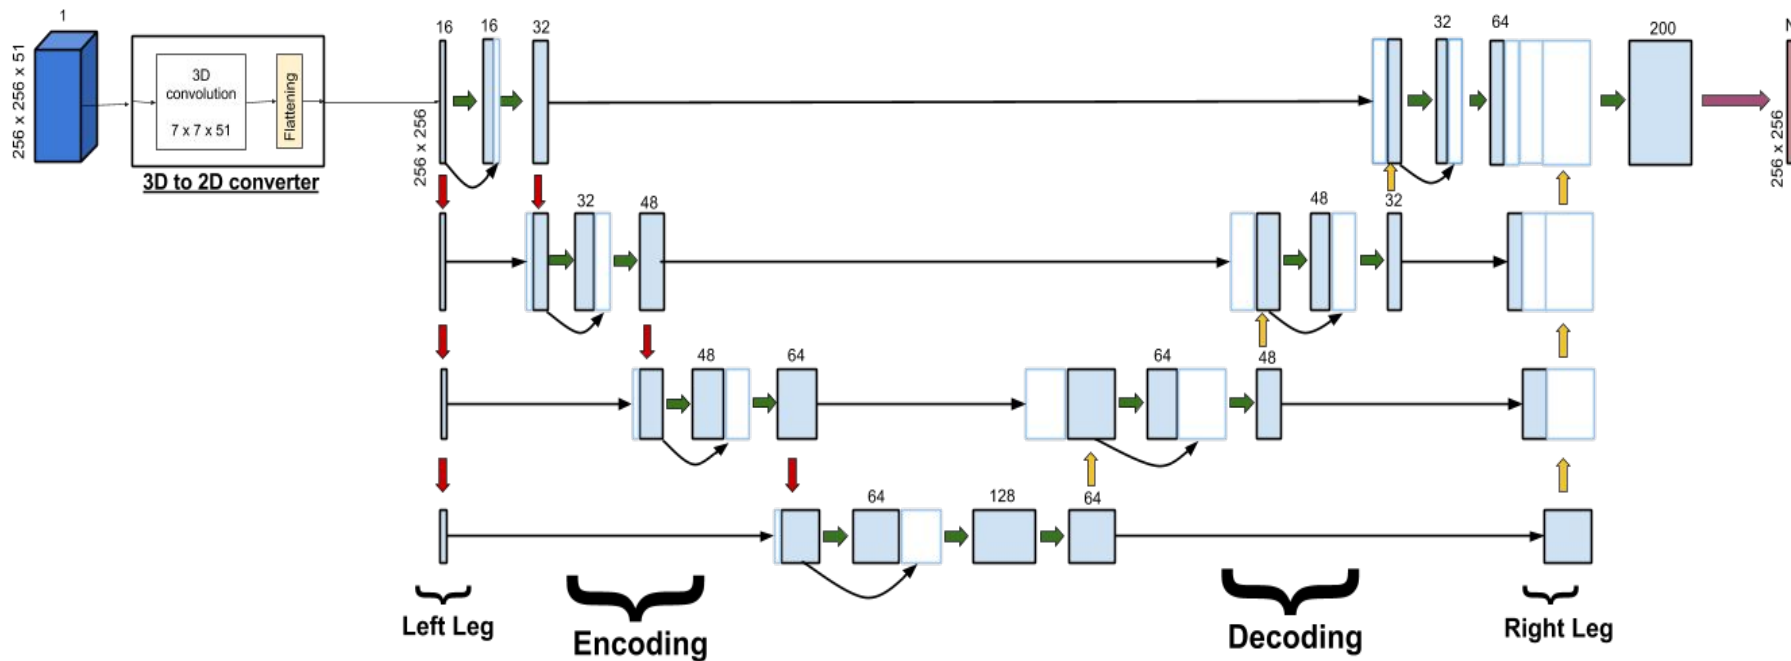 1
256 x 256 x 51
3D
convolution
7 x 7 x 51
Flattening
3D to 2D converter
16
16
32
256 x 256
32
64
200
N
256 x 256
32
48
48
32
48
64
64
48
64
128
64
Left Leg
Encoding
Decoding
Right Leg